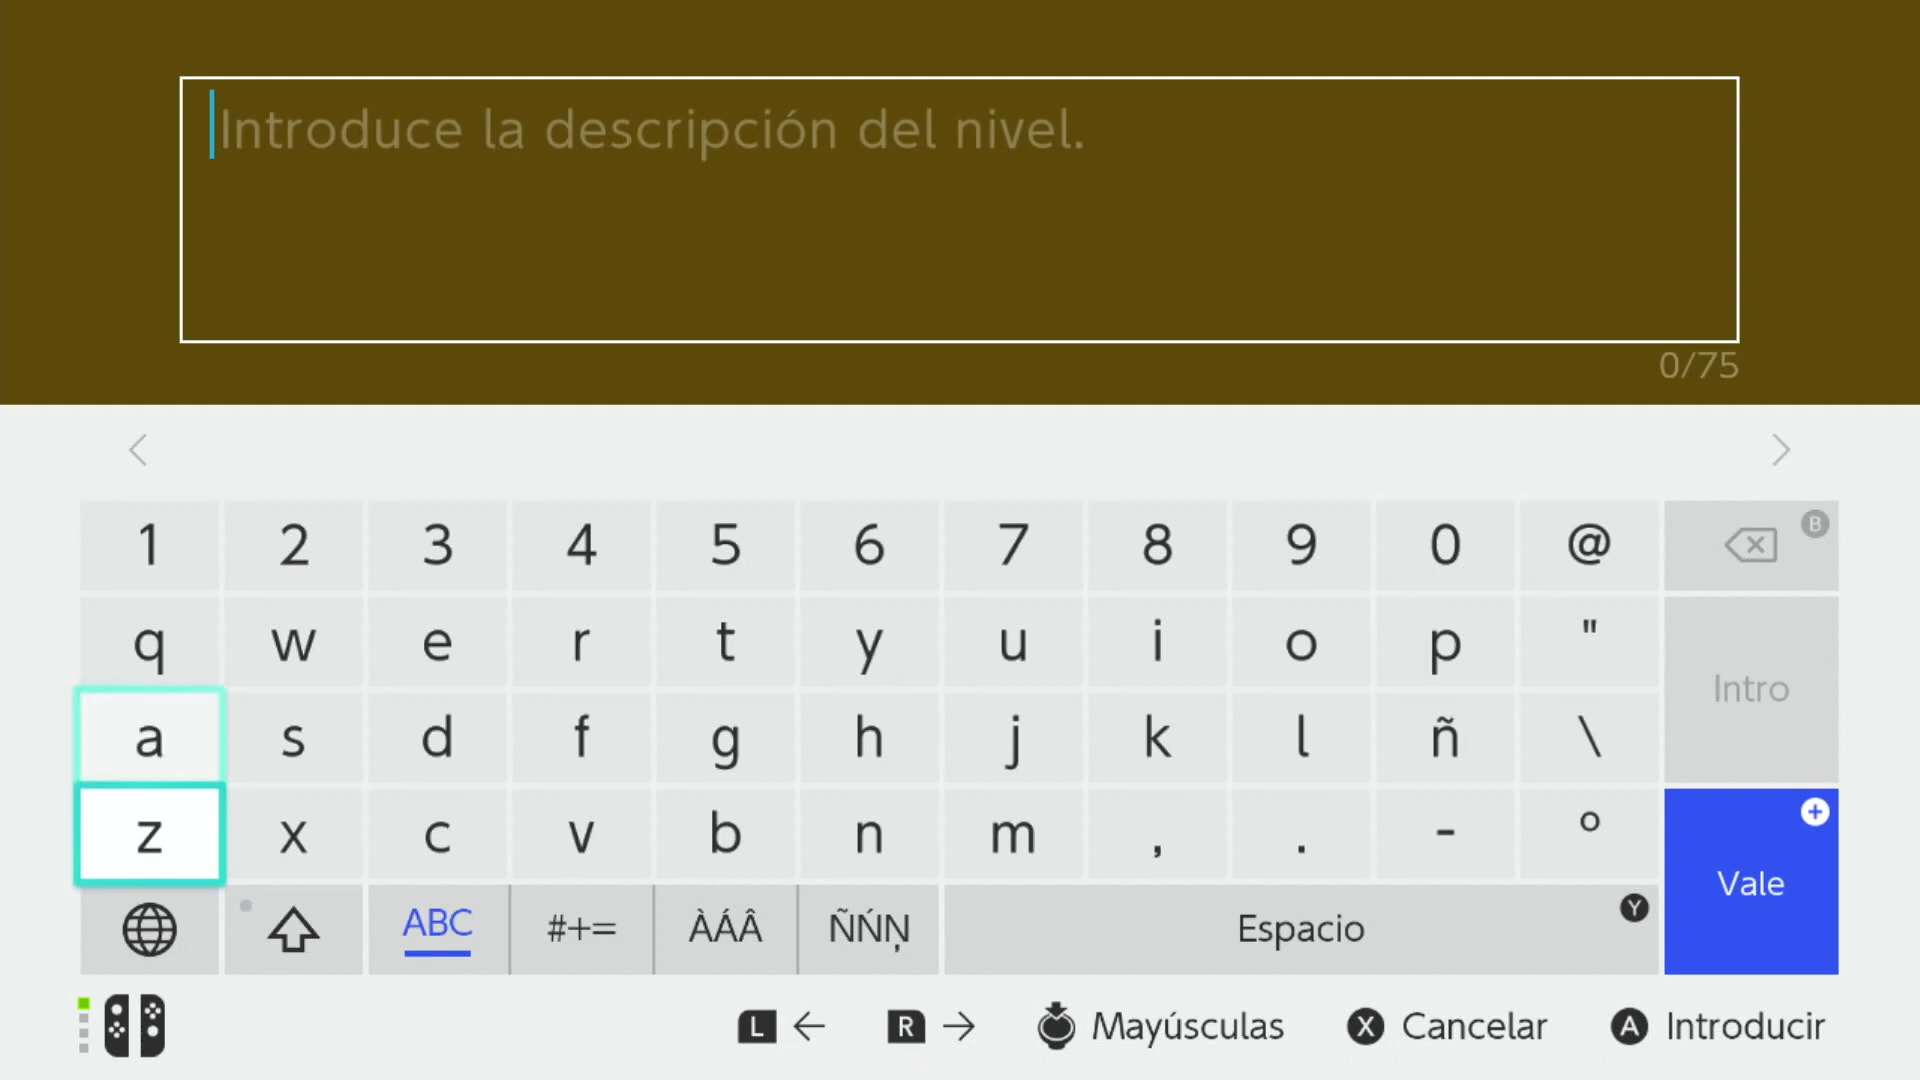 Introduce la descripción del nivel.
0/75
1 2 3 4 5 6 7 8 9 0 @ B
q w e r t y u i o p " Intro
a s d f g h j k l ñ \
z x c v b n m , . - º + Vale
ABC #+= ÀÁÂ ÑŃŅ Espacio Y
L ← R → Mayúsculas X Cancelar A Introducir